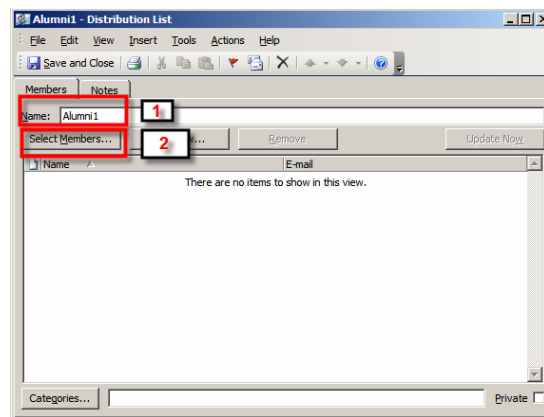 Alumni1 - Distribution List
File Edit View Insert Tools Actions Help
Save and Close
Members Notes
Name: Alumni1 1
Select Members... 2 ... Remove Update Now
Name E-mail
There are no items to show in this view.
Categories... Private